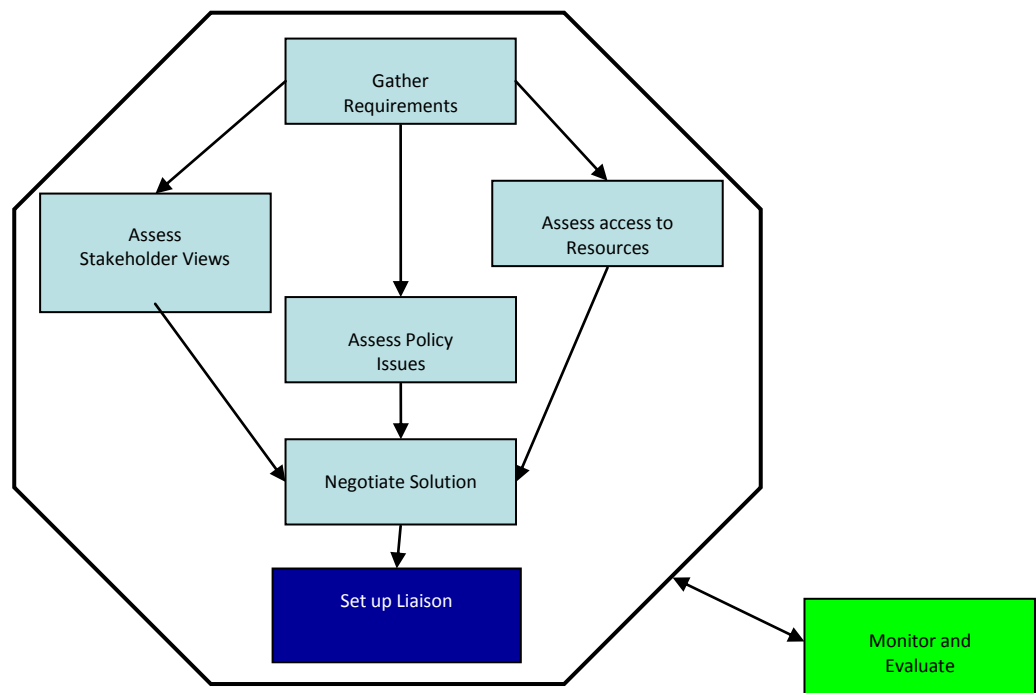 Gather
Requirements
Assess
Stakeholder Views
Assess access to
Resources
Assess Policy
Issues
Negotiate Solution
Set up Liaison
Monitor and
Evaluate